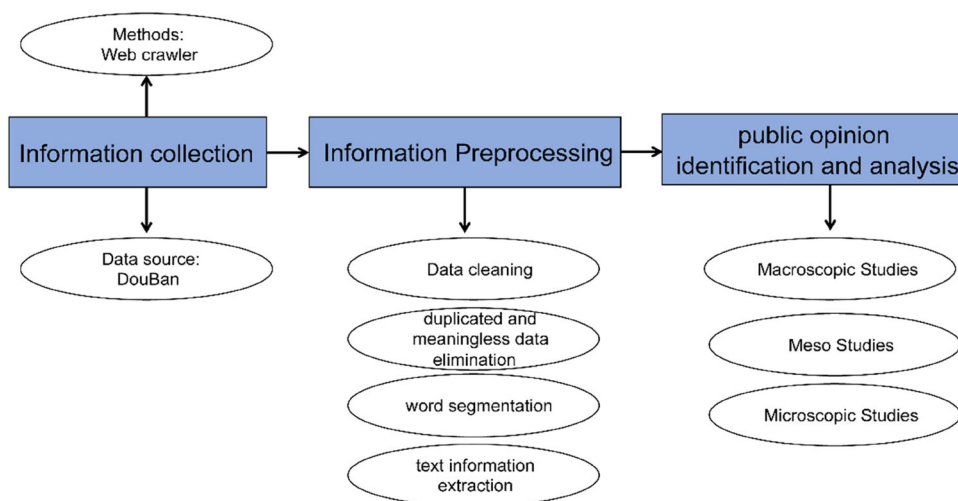 Methods:
Web crawler
Information collection
Information Preprocessing
public opinion
identification and analysis
Data source:
DouBan
Data cleaning
duplicated and
meaningless data
elimination
word segmentation
text information
extraction
Macroscopic Studies
Meso Studies
Microscopic Studies